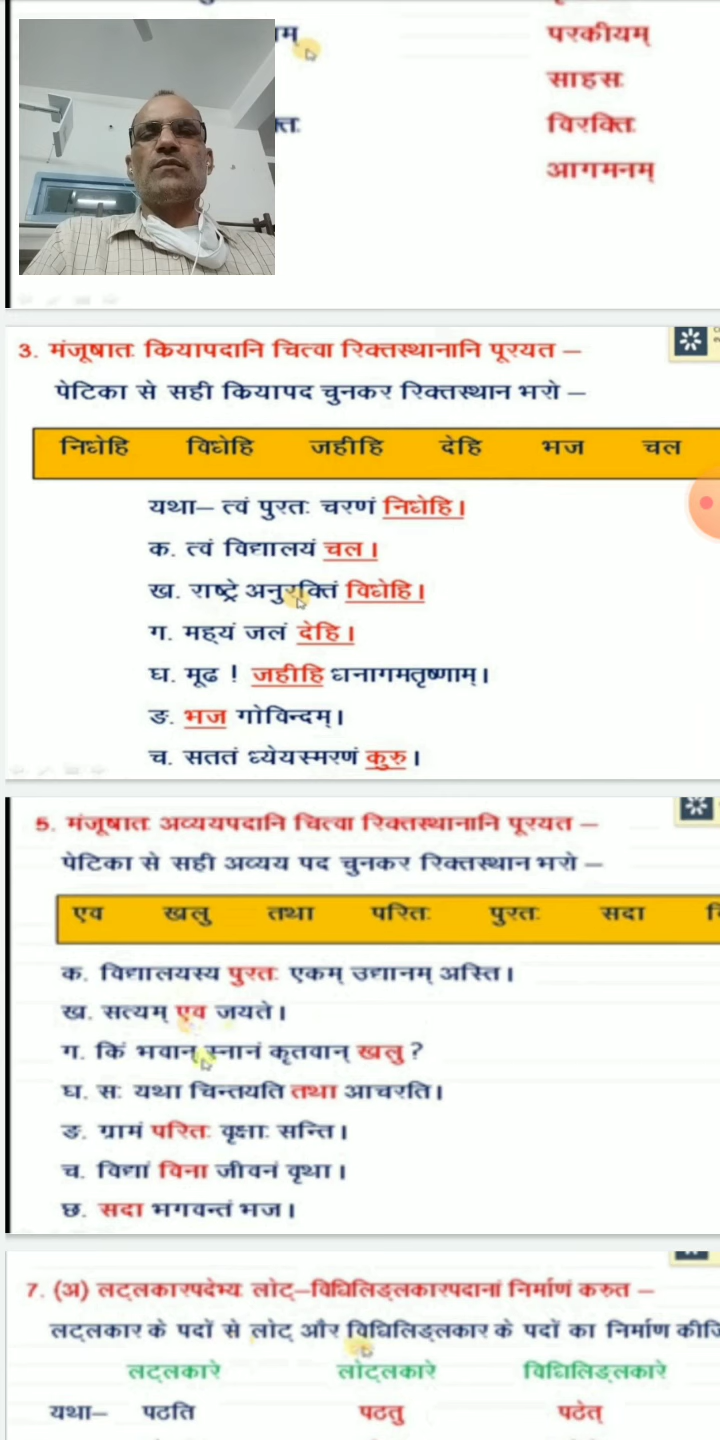 परकीयम्
साहस:
विरक्ति:
आगमनम्
3. मंजूषातः कियापदानि चित्वा रिक्तस्थानानि पूरयत –
पेटिका से सही कियापद चुनकर रिक्तस्थान भरो –
निधेहि विधेहि जहीहि देहि भज चल
यथा– त्वं पुरतः चरणं निधेहि।
क. त्वं विद्यालयं चल।
ख. राष्ट्रे अनुरक्तिं विधेहि।
ग. मह्यं जलं देहि।
घ. मूढ ! जहीहि धनागमतृष्णाम्।
ङ. भज गोविन्दम्।
च. सततं ध्येयस्मरणं कुरु।
5. मंजूषातः अव्ययपदानि चित्वा रिक्तस्थानानि पूरयत –
पेटिका से सही अव्यय पद चुनकर रिक्तस्थान भरो –
एव खलु तथा परितः पुरतः सदा
क. विद्यालयस्य पुरतः एकम् उद्यानम् अस्ति।
ख. सत्यम् एव जयते।
ग. किं भवान् स्नानं कृतवान् खलु ?
घ. सः यथा चिन्तयति तथा आचरति।
ङ. ग्रामं परितः वृक्षाः सन्ति।
च. विद्यां विना जीवनं वृथा।
छ. सदा भगवन्तं भज।
7. (अ) लट्लकारपदेभ्यः लोट्–विधिलिङ्लकारपदानां निर्माणं करुत –
लट्लकार के पदों से लोट् और विधिलिङ्लकार के पदों का निर्माण
लट्लकारे लोट्लकारे विधिलिङ्लकारे
यथा– पठति पठतु पठेत्